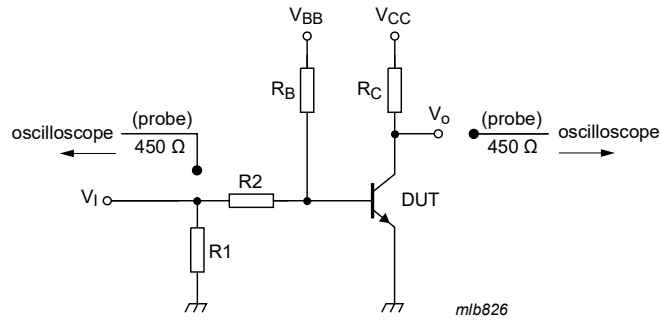 VBB
VCC
RB
RC
Vo
(probe)
450 Ω
oscilloscope
(probe)
450 Ω
oscilloscope
R2
VI
DUT
R1
mlb826